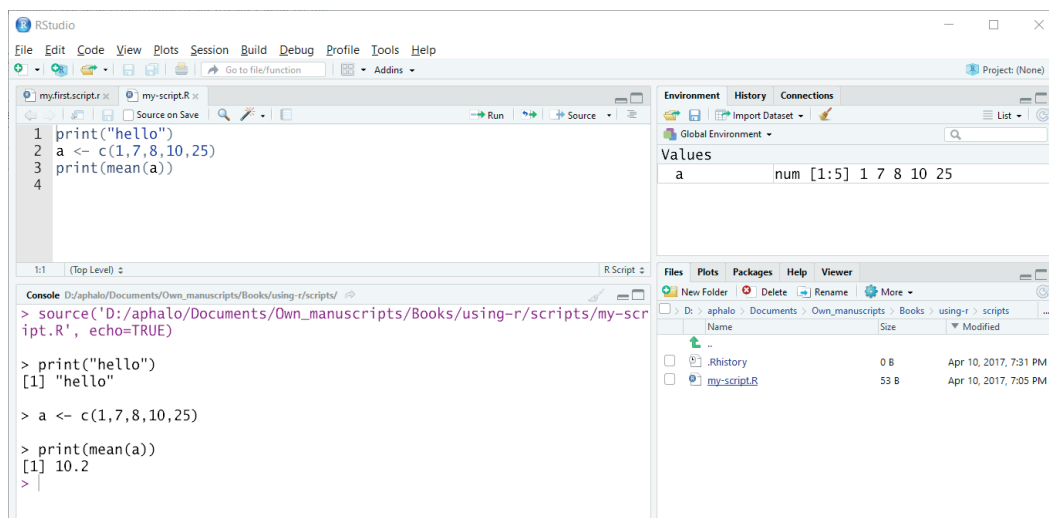 RStudio
File Edit Code View Plots Session Build Debug Profile Tools Help
Go to file/function Addins Project: (None)
my.first.script.r my-script.R
Source on Save Run Source
1 print("hello")
2 a <- c(1,7,8,10,25)
3 print(mean(a))
4
1:1 (Top Level) R Script
Console D:/aphalo/Documents/Own_manuscripts/Books/using-r/scripts/
> source('D:/aphalo/Documents/Own_manuscripts/Books/using-r/scripts/my-scr
ipt.R', echo=TRUE)
> print("hello")
[1] "hello"
> a <- c(1,7,8,10,25)
> print(mean(a))
[1] 10.2
>
Environment History Connections
Import Dataset List
Global Environment
Values
a num [1:5] 1 7 8 10 25
Files Plots Packages Help Viewer
New Folder Delete Rename More
D: > aphalo > Documents > Own_manuscripts > Books > using-r > scripts ...
Name Size Modified
..
.Rhistory 0 B Apr 10, 2017, 7:31 PM
my-script.R 53 B Apr 10, 2017, 7:05 PM